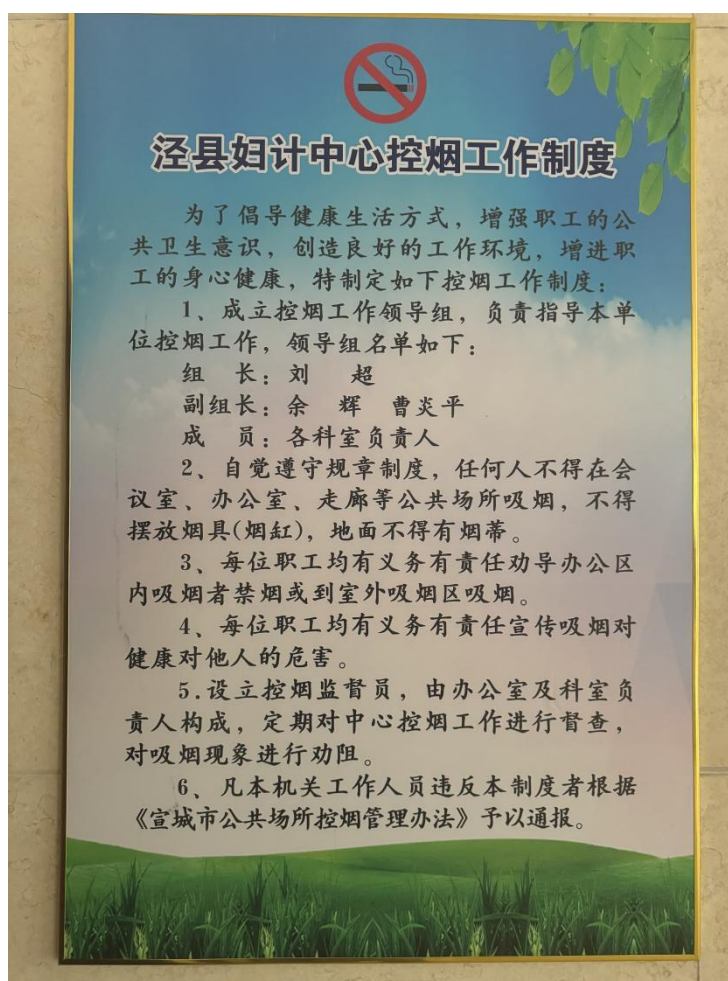 泾县妇计中心控烟工作制度
为了倡导健康生活方式，增强职工的公
共卫生意识，创造良好的工作环境，增进职
工的身心健康，特制定如下控烟工作制度：
1、成立控烟工作领导组，负责指导本单
位控烟工作，领导组名单如下：
组　长：刘　超
副组长：余　辉　曹炎平
成　员：各科室负责人
2、自觉遵守规章制度，任何人不得在会
议室、办公室、走廊等公共场所吸烟，不得
摆放烟具(烟缸)，地面不得有烟蒂。
3、每位职工均有义务有责任劝导办公区
内吸烟者禁烟或到室外吸烟区吸烟。
4、每位职工均有义务有责任宣传吸烟对
健康对他人的危害。
5.设立控烟监督员，由办公室及科室负
责人构成，定期对中心控烟工作进行督查，
对吸烟现象进行劝阻。
6、凡本机关工作人员违反本制度者根据
《宣城市公共场所控烟管理办法》予以通报。